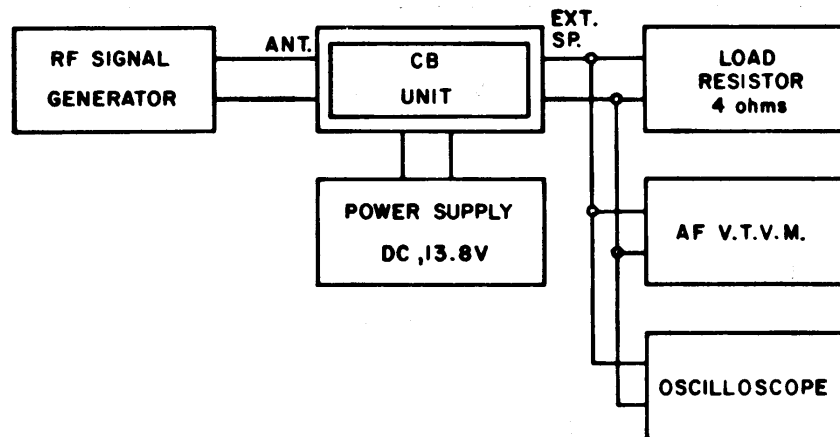 RF SIGNAL
GENERATOR
ANT.
CB
UNIT
EXT.
SP.
LOAD
RESISTOR
4 ohms
POWER SUPPLY
DC ,13.8V
AF V.T.V.M.
OSCILLOSCOPE